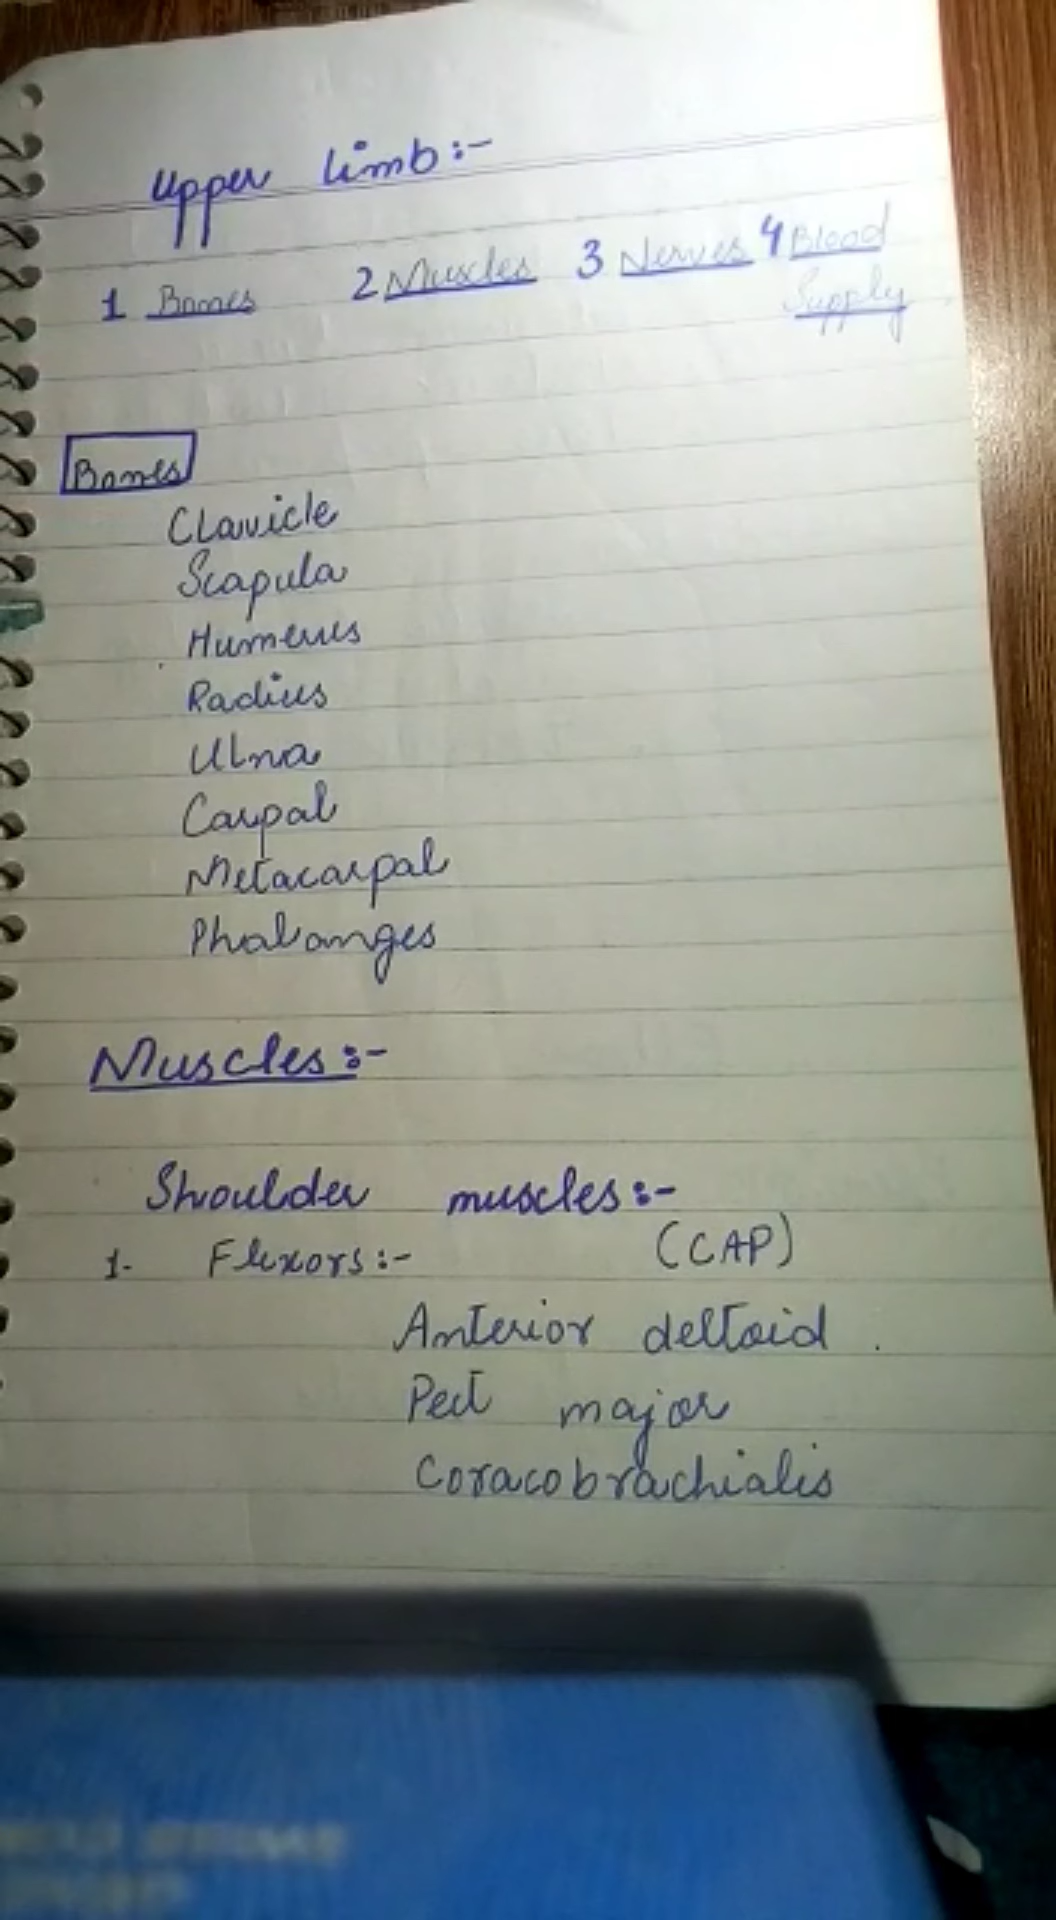 Upper limb:-
1 Bones 2 Muscles 3 Nerves 4 Blood
Supply
Bones
Clavicle
Scapula
Humerus
Radius
Ulna
Carpal
Metacarpal
Phalanges
Muscles:-
Shoulder muscles:-
1- Flexors:- (CAP)
Anterior deltoid
Pect major
Coracobrachialis